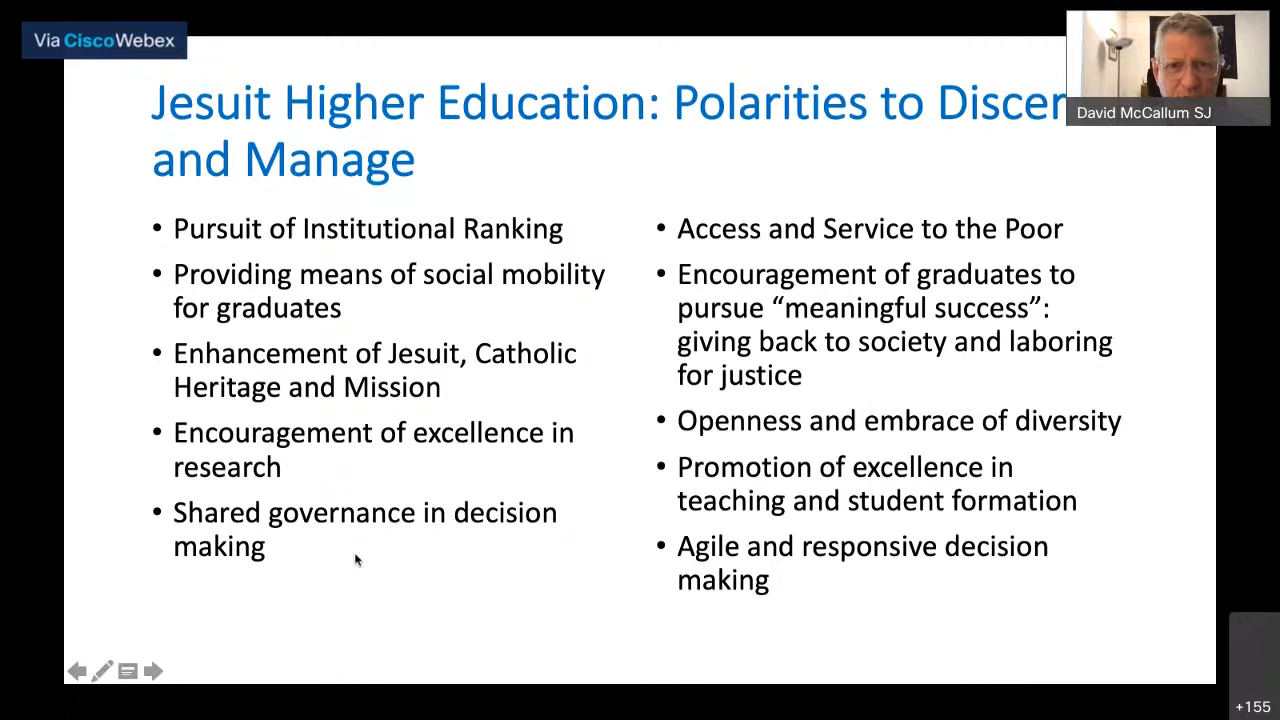 Via CiscoWebex
David McCallum SJ
Jesuit Higher Education: Polarities to Discer
and Manage
• Pursuit of Institutional Ranking
• Providing means of social mobility
for graduates
• Enhancement of Jesuit, Catholic
Heritage and Mission
• Encouragement of excellence in
research
• Shared governance in decision
making
• Access and Service to the Poor
• Encouragement of graduates to
pursue “meaningful success”:
giving back to society and laboring
for justice
• Openness and embrace of diversity
• Promotion of excellence in
teaching and student formation
• Agile and responsive decision
making
+155